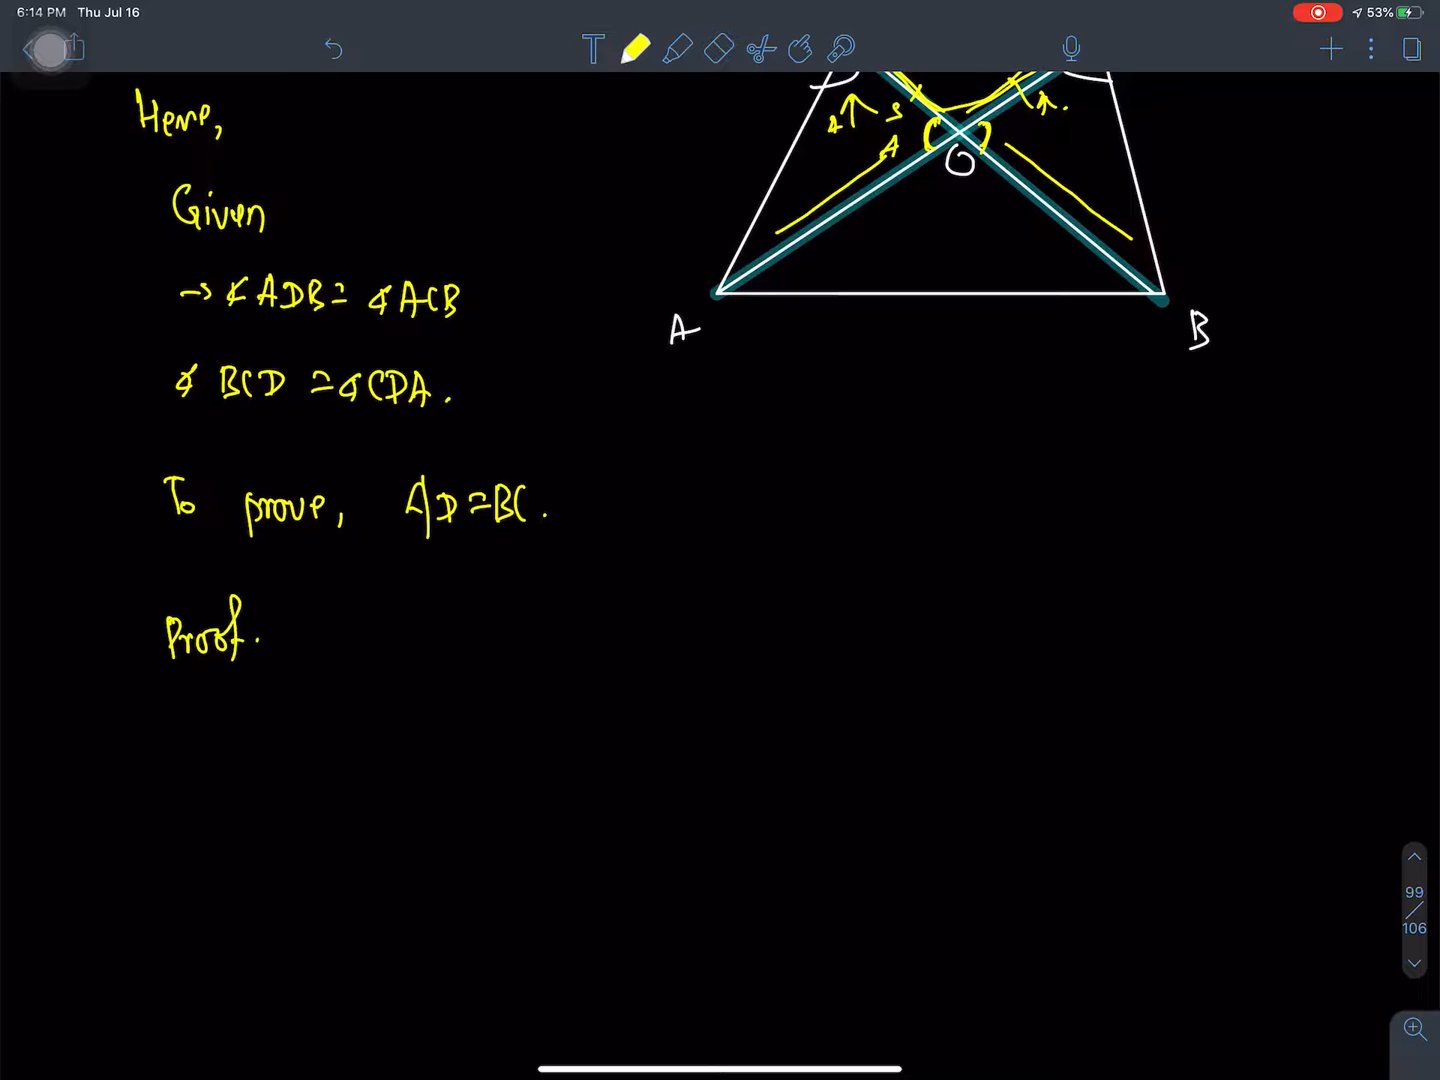 6:14 PM Thu Jul 16
53%
Here,
Given
→ ∢ ADB = ∢ ACB
∢ BCD = ∢ CDA.
To prove, AD = BC.
Proof.
S
A
O
A
B
99
106